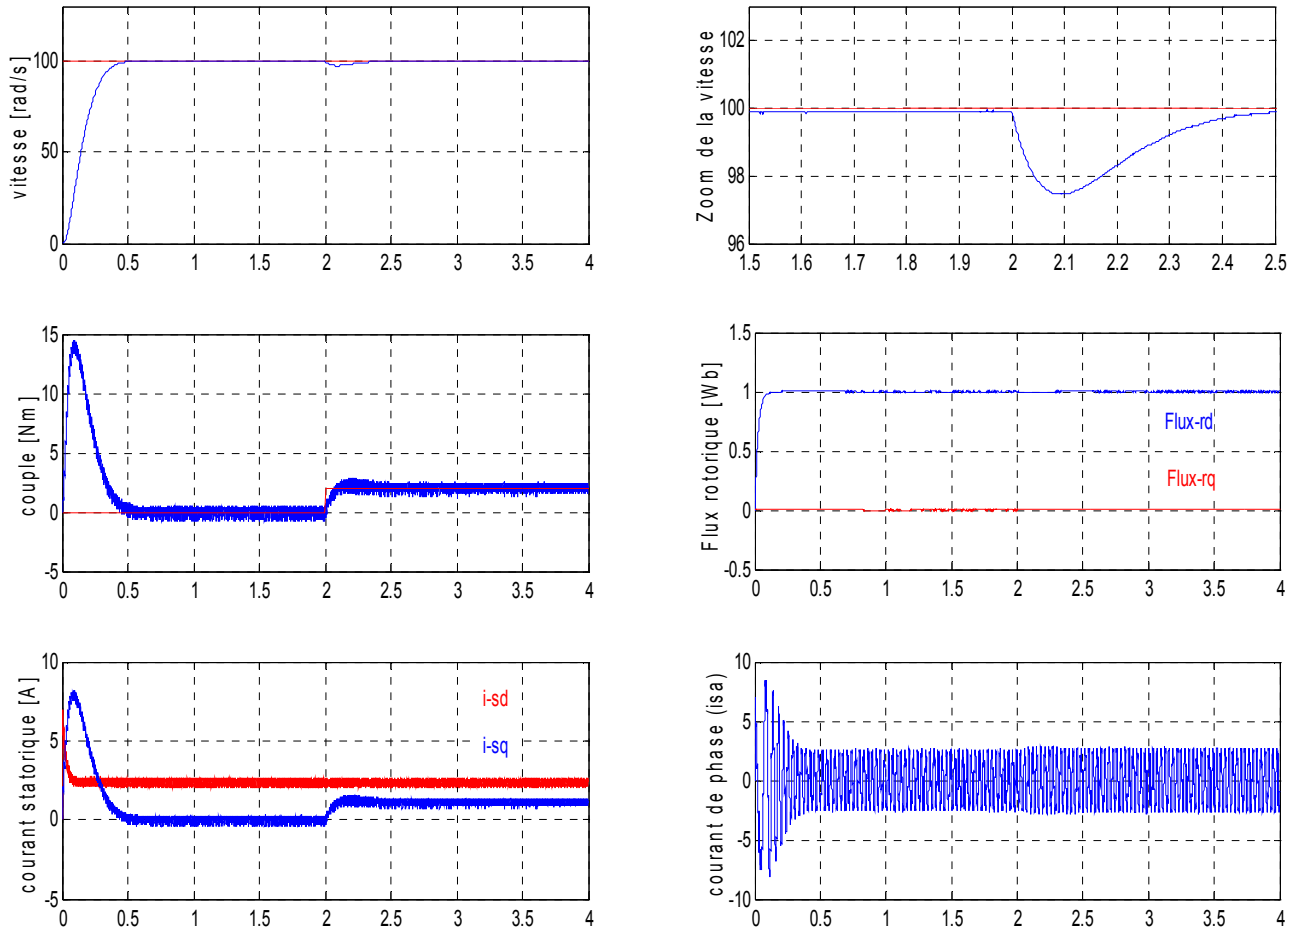 vitesse [rad/s]
100
50
0
0 0.5 1 1.5 2 2.5 3 3.5 4
Zoom de la vitesse
102
100
98
96
1.5 1.6 1.7 1.8 1.9 2 2.1 2.2 2.3 2.4 2.5
couple [Nm]
15
10
5
0
-5
0 0.5 1 1.5 2 2.5 3 3.5 4
Flux rotorique [Wb]
1.5
1
0.5
0
-0.5
Flux-rd
Flux-rq
0 0.5 1 1.5 2 2.5 3 3.5 4
courant statorique [A]
10
5
0
-5
i-sd
i-sq
0 0.5 1 1.5 2 2.5 3 3.5 4
courant de phase (isa)
10
5
0
-5
-10
0 0.5 1 1.5 2 2.5 3 3.5 4